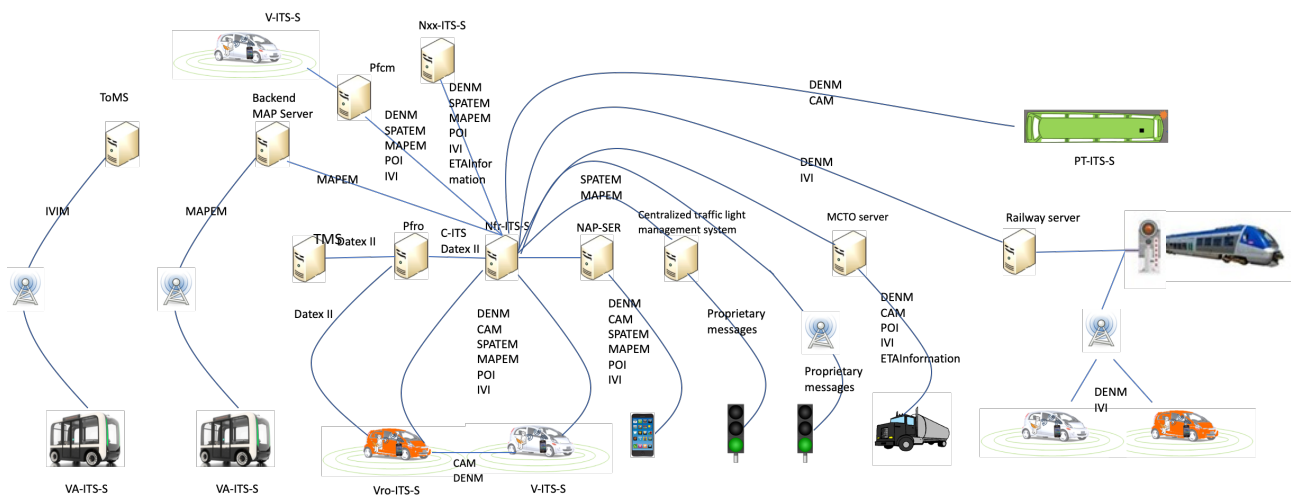 V-ITS-S
Nxx-ITS-S
Pfcm
ToMS
Backend
MAP Server
DENM
SPATEM
MAPEM
POI
IVI
DENM
SPATEM
MAPEM
POI
IVI
ETAInfor
mation
DENM
CAM
PT-ITS-S
MAPEM
DENM
IVI
SPATEM
MAPEM
IVIM
MAPEM
TMS
Datex II
Pfro
C-ITS
Datex II
Nfr-ITS-S
NAP-SER
Centralized traffic light
management system
MCTO server
Railway server
Datex II
DENM
CAM
SPATEM
MAPEM
POI
IVI
DENM
CAM
SPATEM
MAPEM
POI
IVI
Proprietary
messages
Proprietary
messages
DENM
CAM
POI
IVI
ETAInformation
DENM
IVI
CAM
DENM
VA-ITS-S
VA-ITS-S
Vro-ITS-S
V-ITS-S